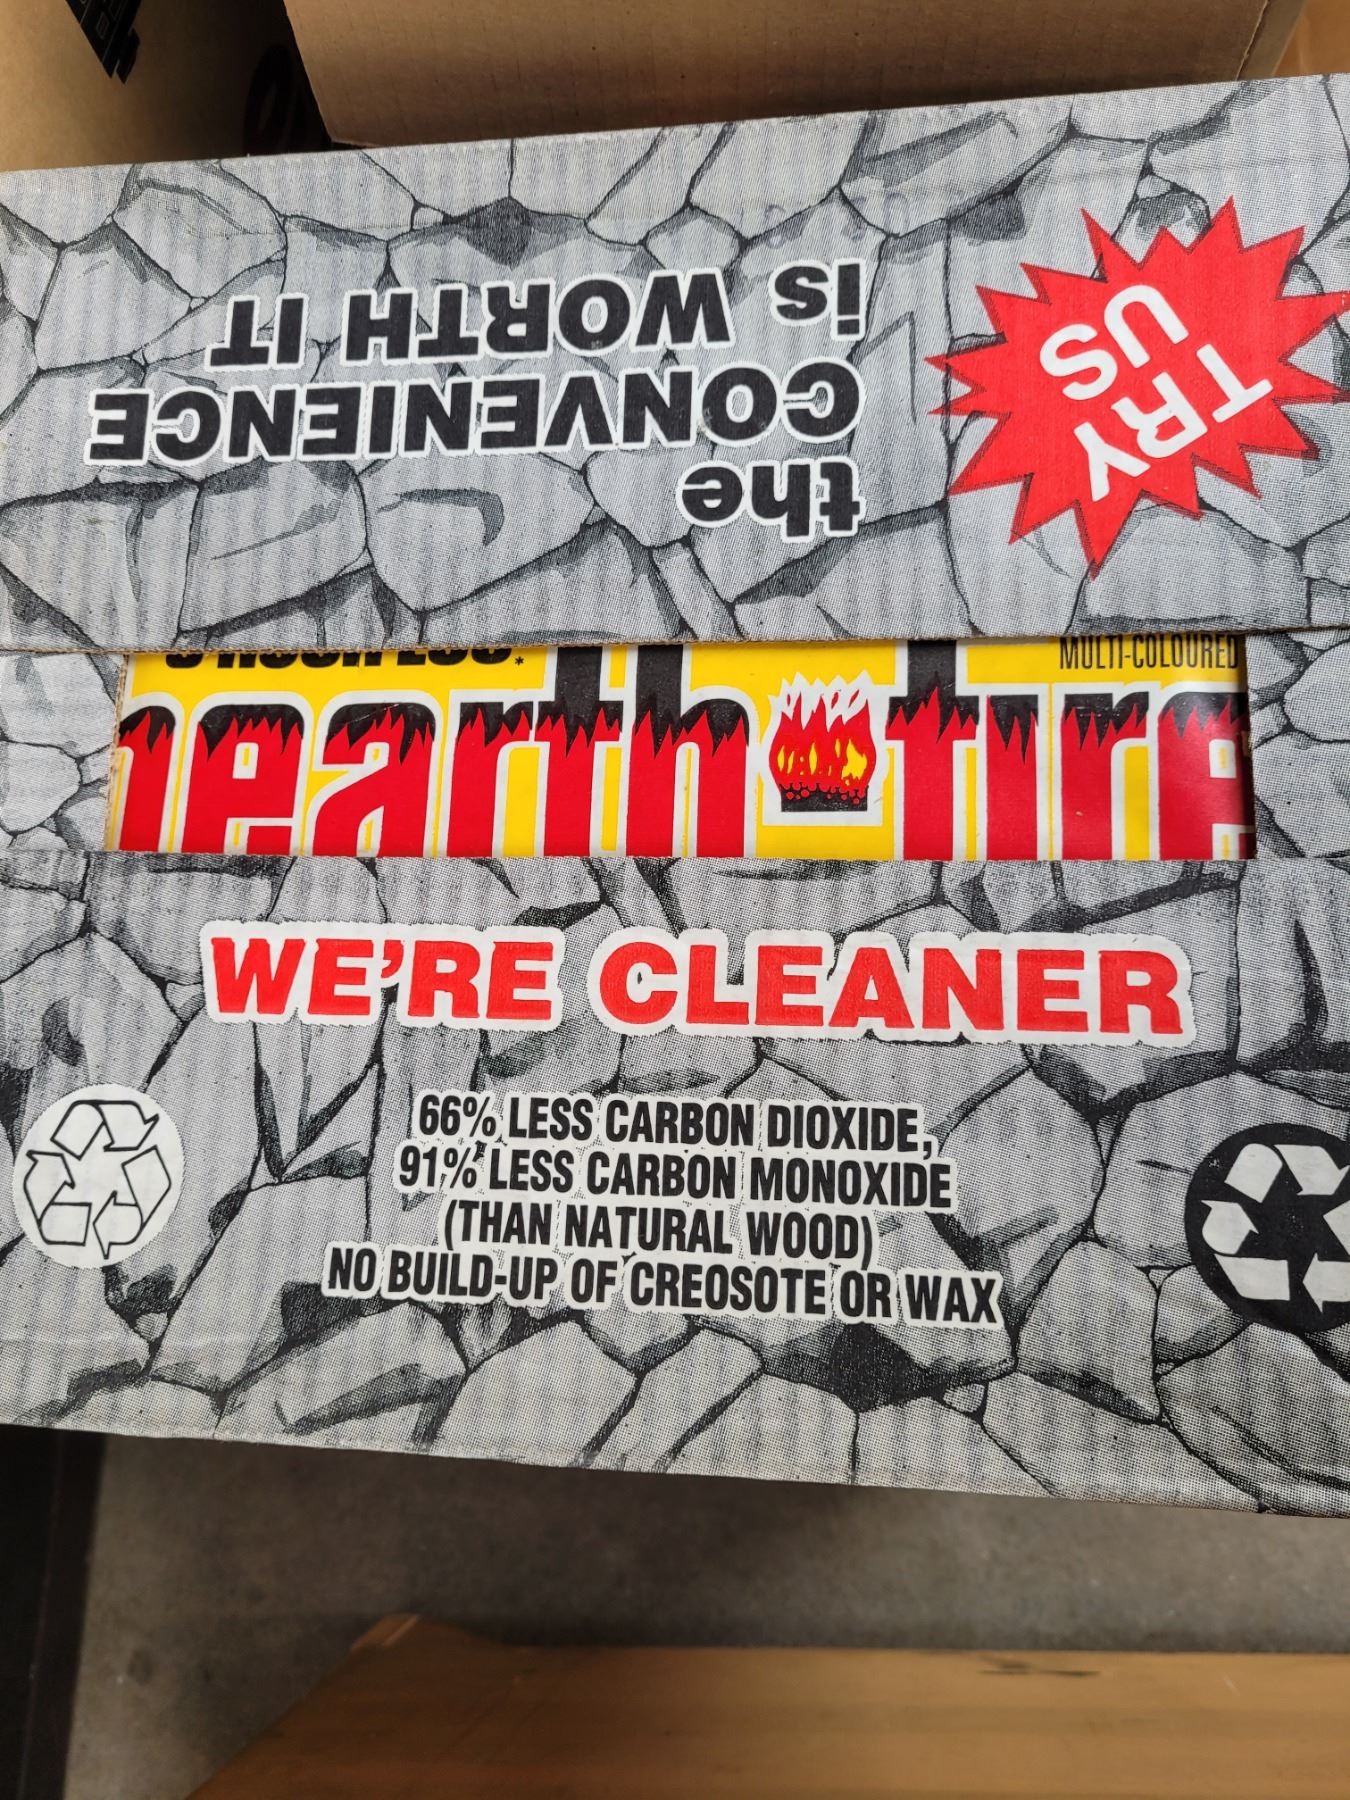 the
CONVENIENCE
is WORTH IT
TRY
US
MULTI-COLOURED
hearth fire
WE'RE CLEANER
66% LESS CARBON DIOXIDE,
91% LESS CARBON MONOXIDE
(THAN NATURAL WOOD)
NO BUILD-UP OF CREOSOTE OR WAX